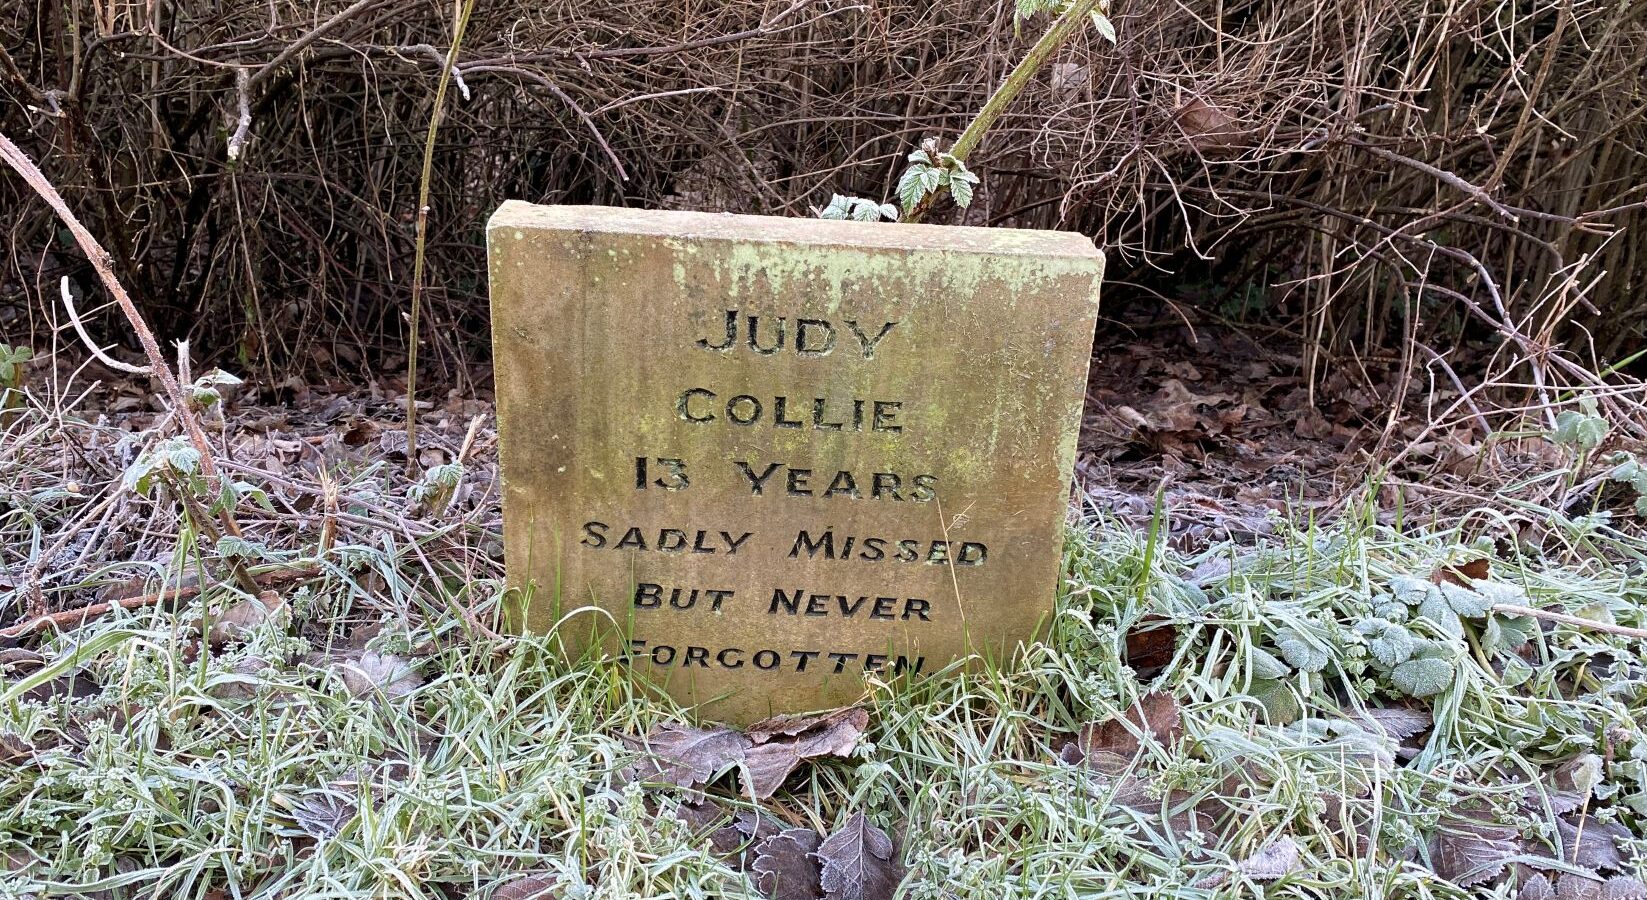 JUDY
COLLIE
13 YEARS
SADLY MISSED
BUT NEVER
FORGOTTEN